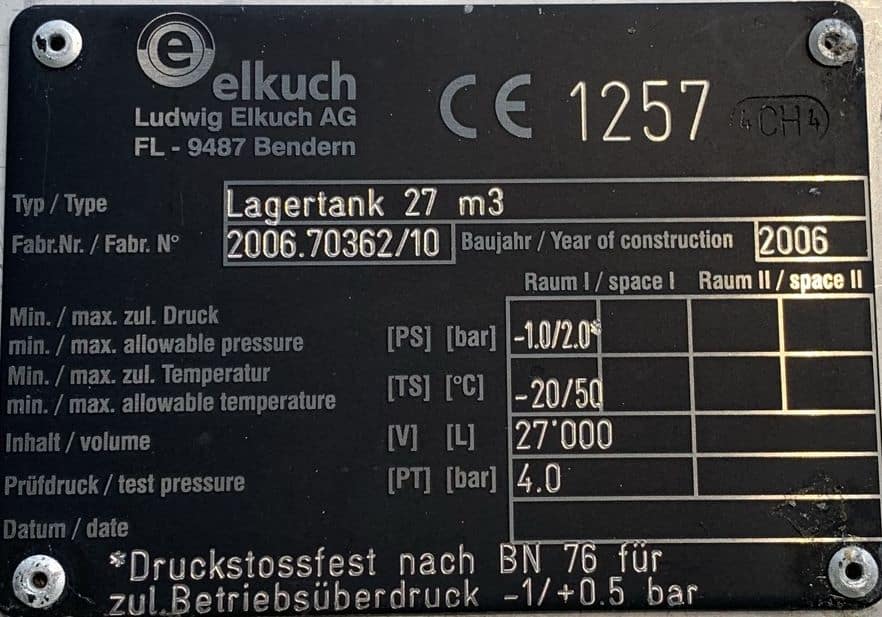 e elkuch
Ludwig Elkuch AG
FL - 9487 Bendern
CE 1257 4CH4
Typ / Type Lagertank 27 m3
Fabr.Nr. / Fabr. N° 2006.70362/10 Baujahr / Year of construction 2006
Raum I / space I Raum II / space II
Min. / max. zul. Druck
min. / max. allowable pressure [PS] [bar] -1.0/2.0*
Min. / max. zul. Temperatur
min. / max. allowable temperature [TS] [°C] -20/50
Inhalt / volume [V] [L] 27'000
Prüfdruck / test pressure [PT] [bar] 4.0
Datum / date
*Druckstossfest nach BN 76 für
zul.Betriebsüberdruck -1/+0.5 bar